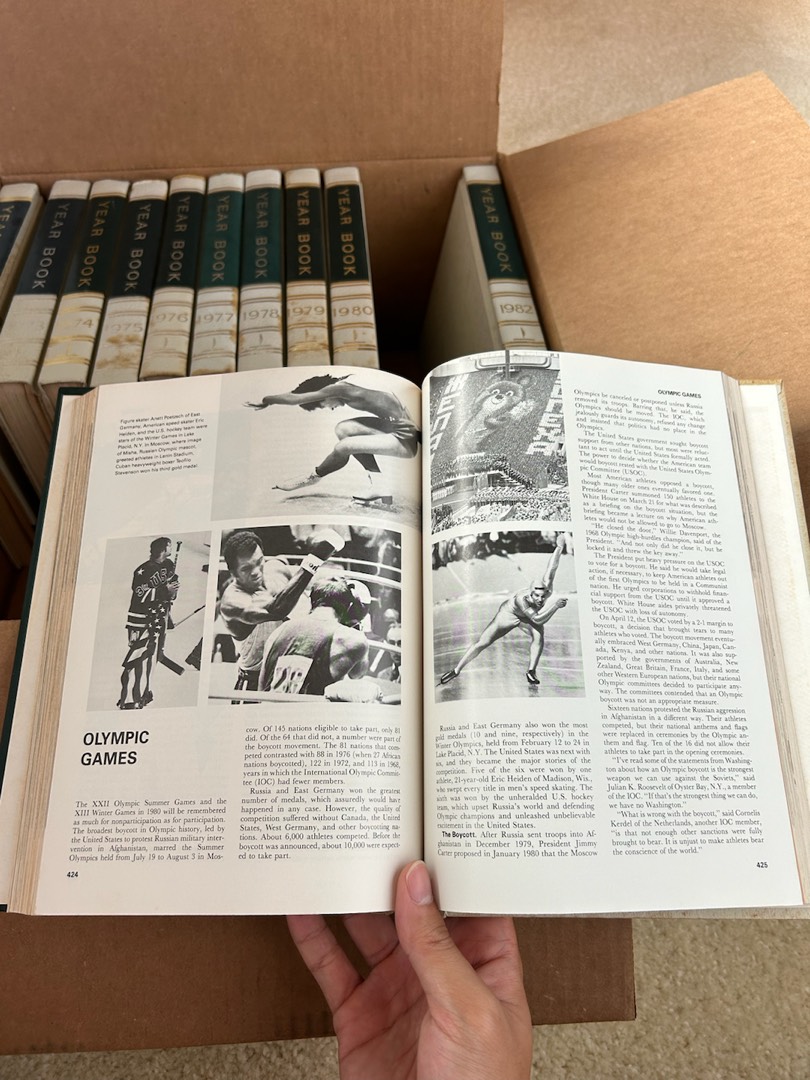 YEAR BOOK
YEAR BOOK
YEAR BOOK
74
YEAR BOOK
975
YEAR BOOK
976
YEAR BOOK
1977
YEAR BOOK
1978
YEAR BOOK
1979
YEAR BOOK
1980
YEAR BOOK
1982
Figure skater Anett Poetzsch of East
Germany, American speed skater Eric
Heiden, and the U.S. hockey team were
stars of the Winter Games in Lake
Placid, N.Y. In Moscow, where image
of Misha, Russian Olympic mascot,
greeted athletes in Lenin Stadium,
Cuban heavyweight boxer Teofilo
Stevenson won his third gold medal.
OLYMPIC
GAMES
The XXII Olympic Summer Games and the
XIII Winter Games in 1980 will be remembered
as much for nonparticipation as for participation.
The broadest boycott in Olympic history, led by
the United States to protest Russian military inter-
vention in Afghanistan, marred the Summer
Olympics held from July 19 to August 3 in Mos-
424
cow. Of 145 nations eligible to take part, only 81
did. Of the 64 that did not, a number were part of
the boycott movement. The 81 nations that com-
peted contrasted with 88 in 1976 (when 27 African
nations boycotted), 122 in 1972, and 113 in 1968,
years in which the International Olympic Commit-
tee (IOC) had fewer members.
Russia and East Germany won the greatest
number of medals, which assuredly would have
happened in any case. However, the quality of
competition suffered without Canada, the United
States, West Germany, and other boycotting na-
tions. About 6,000 athletes competed. Before the
boycott was announced, about 10,000 were expect-
ed to take part.
Russia and East Germany also won the most
gold medals (10 and nine, respectively) in the
Winter Olympics, held from February 12 to 24 in
Lake Placid, N.Y. The United States was next with
six, and they became the major stories of the
competition. Five of the six were won by one
athlete, 21-year-old Eric Heiden of Madison, Wis.,
who swept every title in men's speed skating. The
sixth was won by the unheralded U.S. hockey
team, which upset Russia's world and defending
Olympic champions and unleashed unbelievable
excitement in the United States.
The Boycott. After Russia sent troops into Af-
ghanistan in December 1979, President Jimmy
Carter proposed in January 1980 that the Moscow
OLYMPIC GAMES
Olympics be canceled or postponed unless Russia
removed its troops. Barring that, he said, the
Olympics should be moved. The IOC, which
jealously guards its autonomy, refused any change
and insisted that politics had no place in the
Olympics.
The United States government sought boycott
support from other nations, but most were reluc-
tant to act until the United States formally acted.
The power to decide whether the American team
would boycott rested with the United States Olym-
pic Committee (USOC).
Most American athletes opposed a boycott,
though many older ones eventually favored one.
President Carter summoned 150 athletes to the
White House on March 21 for what was described
as a briefing on the boycott situation, but the
briefing became a lecture on why American ath-
letes would not be allowed to go to Moscow.
"He closed the door," Willie Davenport, the
1968 Olympic high-hurdles champion, said of the
President. "And not only did he close it, but he
locked it and threw the key away."
The President put heavy pressure on the USOC
to vote for a boycott. He said he would take legal
action, if necessary, to keep American athletes out
of the first Olympics to be held in a Communist
nation. He urged corporations to withhold finan-
cial support from the USOC until it approved a
boycott. White House aides privately threatened
the USOC with loss of autonomy.
On April 12, the USOC voted by a 2-1 margin to
boycott, a decision that brought tears to many
athletes who voted. The boycott movement eventu-
ally embraced West Germany, China, Japan, Can-
ada, Kenya, and other nations. It was also sup-
ported by the governments of Australia, New
Zealand, Great Britain, France, Italy, and some
other Western European nations, but their national
Olympic committees decided to participate any-
way. The committees contended that an Olympic
boycott was not an appropriate measure.
Sixteen nations protested the Russian aggression
in Afghanistan in a different way. Their athletes
competed, but their national anthems and flags
were replaced in ceremonies by the Olympic an-
them and flag. Ten of the 16 did not allow their
athletes to take part in the opening ceremonies.
"I've read some of the statements from Washing-
ton about how an Olympic boycott is the strongest
weapon we can use against the Soviets," said
Julian K. Roosevelt of Oyster Bay, N.Y., a member
of the IOC. "If that's the strongest thing we can do,
we have no Washington."
"What is wrong with the boycott," said Cornelis
Kerdel of the Netherlands, another IOC member,
"is that not enough other sanctions were fully
brought to bear. It is unjust to make athletes bear
the conscience of the world."
425